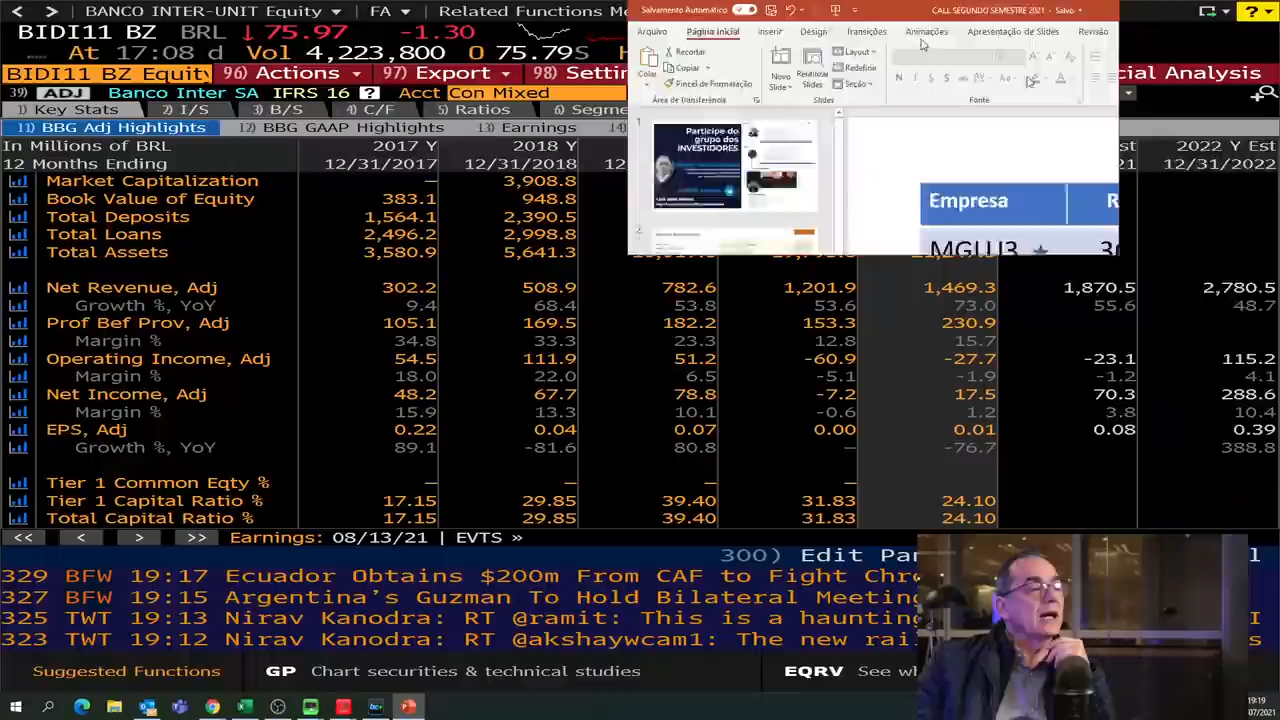 BANCO INTER-UNIT Equity FA Related Functions M
BIDI11 BZ BRL ↓ 75.97 -1.30
At 17:08 d Vol 4,223,800 O 75.79S
BIDI11 BZ Equity 96) Actions 97) Export 98) Settin cial Analysis
39) ADJ Banco Inter SA IFRS 16 ? Acct Con Mixed
1) Key Stats 2) I/S 3) B/S 4) C/F 5) Ratios 6) Segme
11) BBG Adj Highlights 12) BBG GAAP Highlights 13) Earnings 14)
In Millions of BRL 2017 Y 2018 Y est 2022 Y Est
12 Months Ending 12/31/2017 12/31/2018 21 12/31/2022
Market Capitalization — 3,908.8
Book Value of Equity 383.1 948.8
Total Deposits 1,564.1 2,390.5
Total Loans 2,496.2 2,998.8
Total Assets 3,580.9 5,641.3
Net Revenue, Adj 302.2 508.9 782.6 1,201.9 1,469.3 1,870.5 2,780.5
Growth %, YoY 9.4 68.4 53.8 53.6 73.0 55.6 48.7
Prof Bef Prov, Adj 105.1 169.5 182.2 153.3 230.9
Margin % 34.8 33.3 23.3 12.8 15.7
Operating Income, Adj 54.5 111.9 51.2 -60.9 -27.7 -23.1 115.2
Margin % 18.0 22.0 6.5 -5.1 -1.9 -1.2 4.1
Net Income, Adj 48.2 67.7 78.8 -7.2 17.5 70.3 288.6
Margin % 15.9 13.3 10.1 -0.6 1.2 3.8 10.4
EPS, Adj 0.22 0.04 0.07 0.00 0.01 0.08 0.39
Growth %, YoY 89.1 -81.6 80.8 — -76.7 388.8
Tier 1 Common Eqty % — — — —
Tier 1 Capital Ratio % 17.15 29.85 39.40 31.83 24.10
Total Capital Ratio % 17.15 29.85 39.40 31.83 24.10
<< < > >> Earnings: 08/13/21 | EVTS »
300) Edit Pa
329 BFW 19:17 Ecuador Obtains $200m From CAF to Fight Chr
327 BFW 19:15 Argentina's Guzman To Hold Bilateral Meeting
325 TWT 19:13 Nirav Kanodra: RT @ramit: This is a haunting
323 TWT 19:12 Nirav Kanodra: RT @akshaywcam1: The new rai
Suggested Functions GP Chart securities & technical studies EQRV See wh
19:19
07/2021
Salvamento Automático CALL SEGUNDO SEMESTRE 2021 - Salvo
Arquivo Página Inicial Inserir Design Transições Animações Apresentação de Slides Revisão
Recortar
Copiar
Pincel de Formatação
Colar
Novo Slide
Reutilizar Slides
Layout
Redefinir
Seção
Área de Transferência Slides Fonte
1
Participe do
grupo dos
INVESTIDORES
2
Empresa R
MGLU3